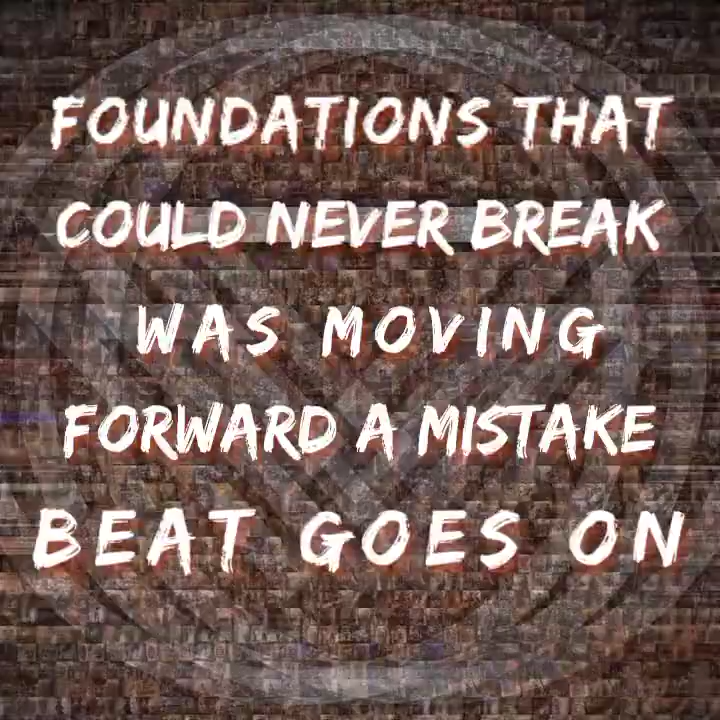 FOUNDATIONS THAT
COULD NEVER BREAK
WAS MOVING
FORWARD A MISTAKE
BEAT GOES ON